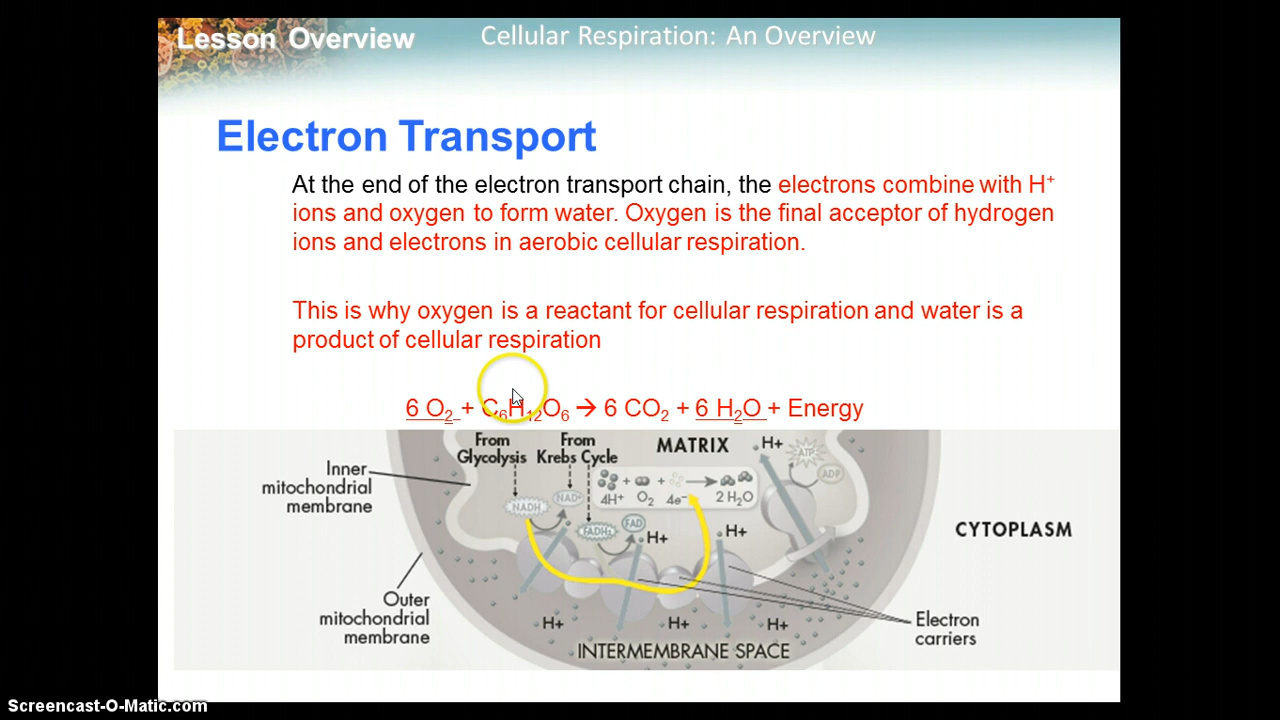 Lesson Overview
Cellular Respiration: An Overview
Electron Transport
At the end of the electron transport chain, the electrons combine with H⁺
ions and oxygen to form water. Oxygen is the final acceptor of hydrogen
ions and electrons in aerobic cellular respiration.
This is why oxygen is a reactant for cellular respiration and water is a
product of cellular respiration
6 O₂ + C₆H₁₂O₆ → 6 CO₂ + 6 H₂O + Energy
From
Glycolysis
From
Krebs Cycle
MATRIX
H+
ATP
ADP
Inner
mitochondrial
membrane
4H+ + O₂ + 4e⁻ → 2 H₂O
NADH
NAD⁺
FADH₂
FAD
H+
H+
CYTOPLASM
Outer
mitochondrial
membrane
H+
H+
H+
Electron
carriers
INTERMEMBRANE SPACE
Screencast-O-Matic.com